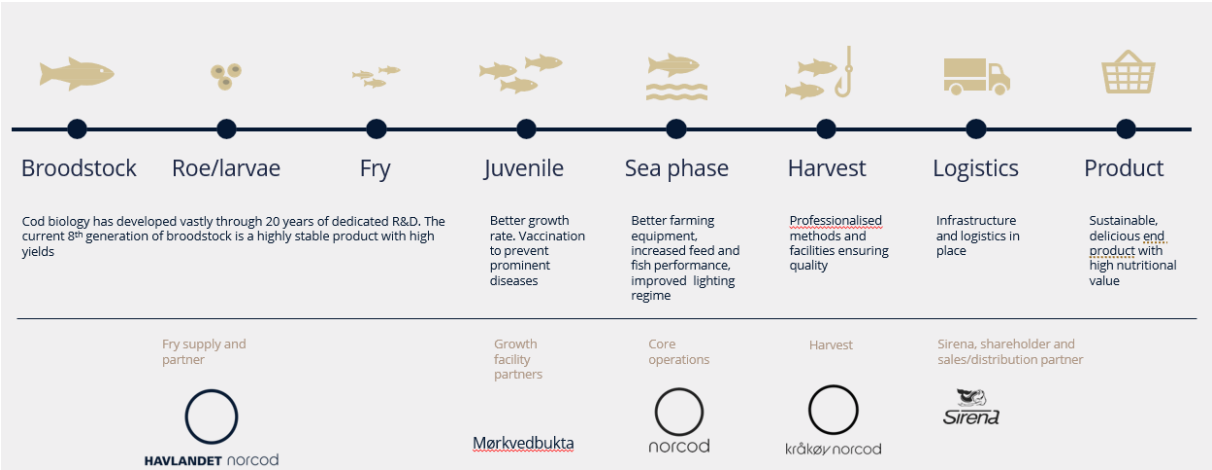 Broodstock
Roe/larvae
Fry
Juvenile
Sea phase
Harvest
Logistics
Product
Cod biology has developed vastly through 20 years of dedicated R&D. The
current 8th generation of broodstock is a highly stable product with high
yields
Better growth
rate. Vaccination
to prevent
prominent
diseases
Better farming
equipment,
increased feed and
fish performance,
improved lighting
regime
Professionalised
methods and
facilities ensuring
quality
Infrastructure
and logistics in
place
Sustainable,
delicious end
product with
high nutritional
value
Fry supply and
partner
HAVLANDET norcod
Growth
facility
partners
Mørkvedbukta
Core
operations
norcod
Harvest
kråkøy norcod
Sirena, shareholder and
sales/distribution partner
Sirena